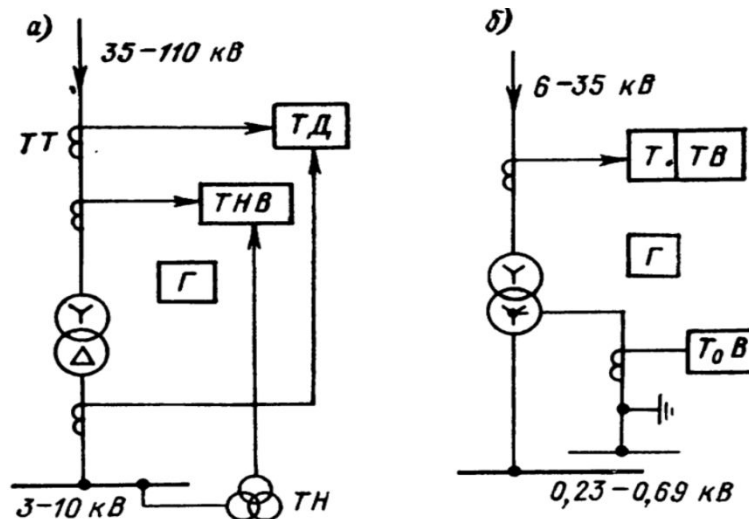 а)
35-110 кВ
ТТ
ТД
ТНВ
Г
3-10 кВ
ТН
б)
6-35 кВ
Т. ТВ
Г
Т₀ В
0,23-0,69 кВ